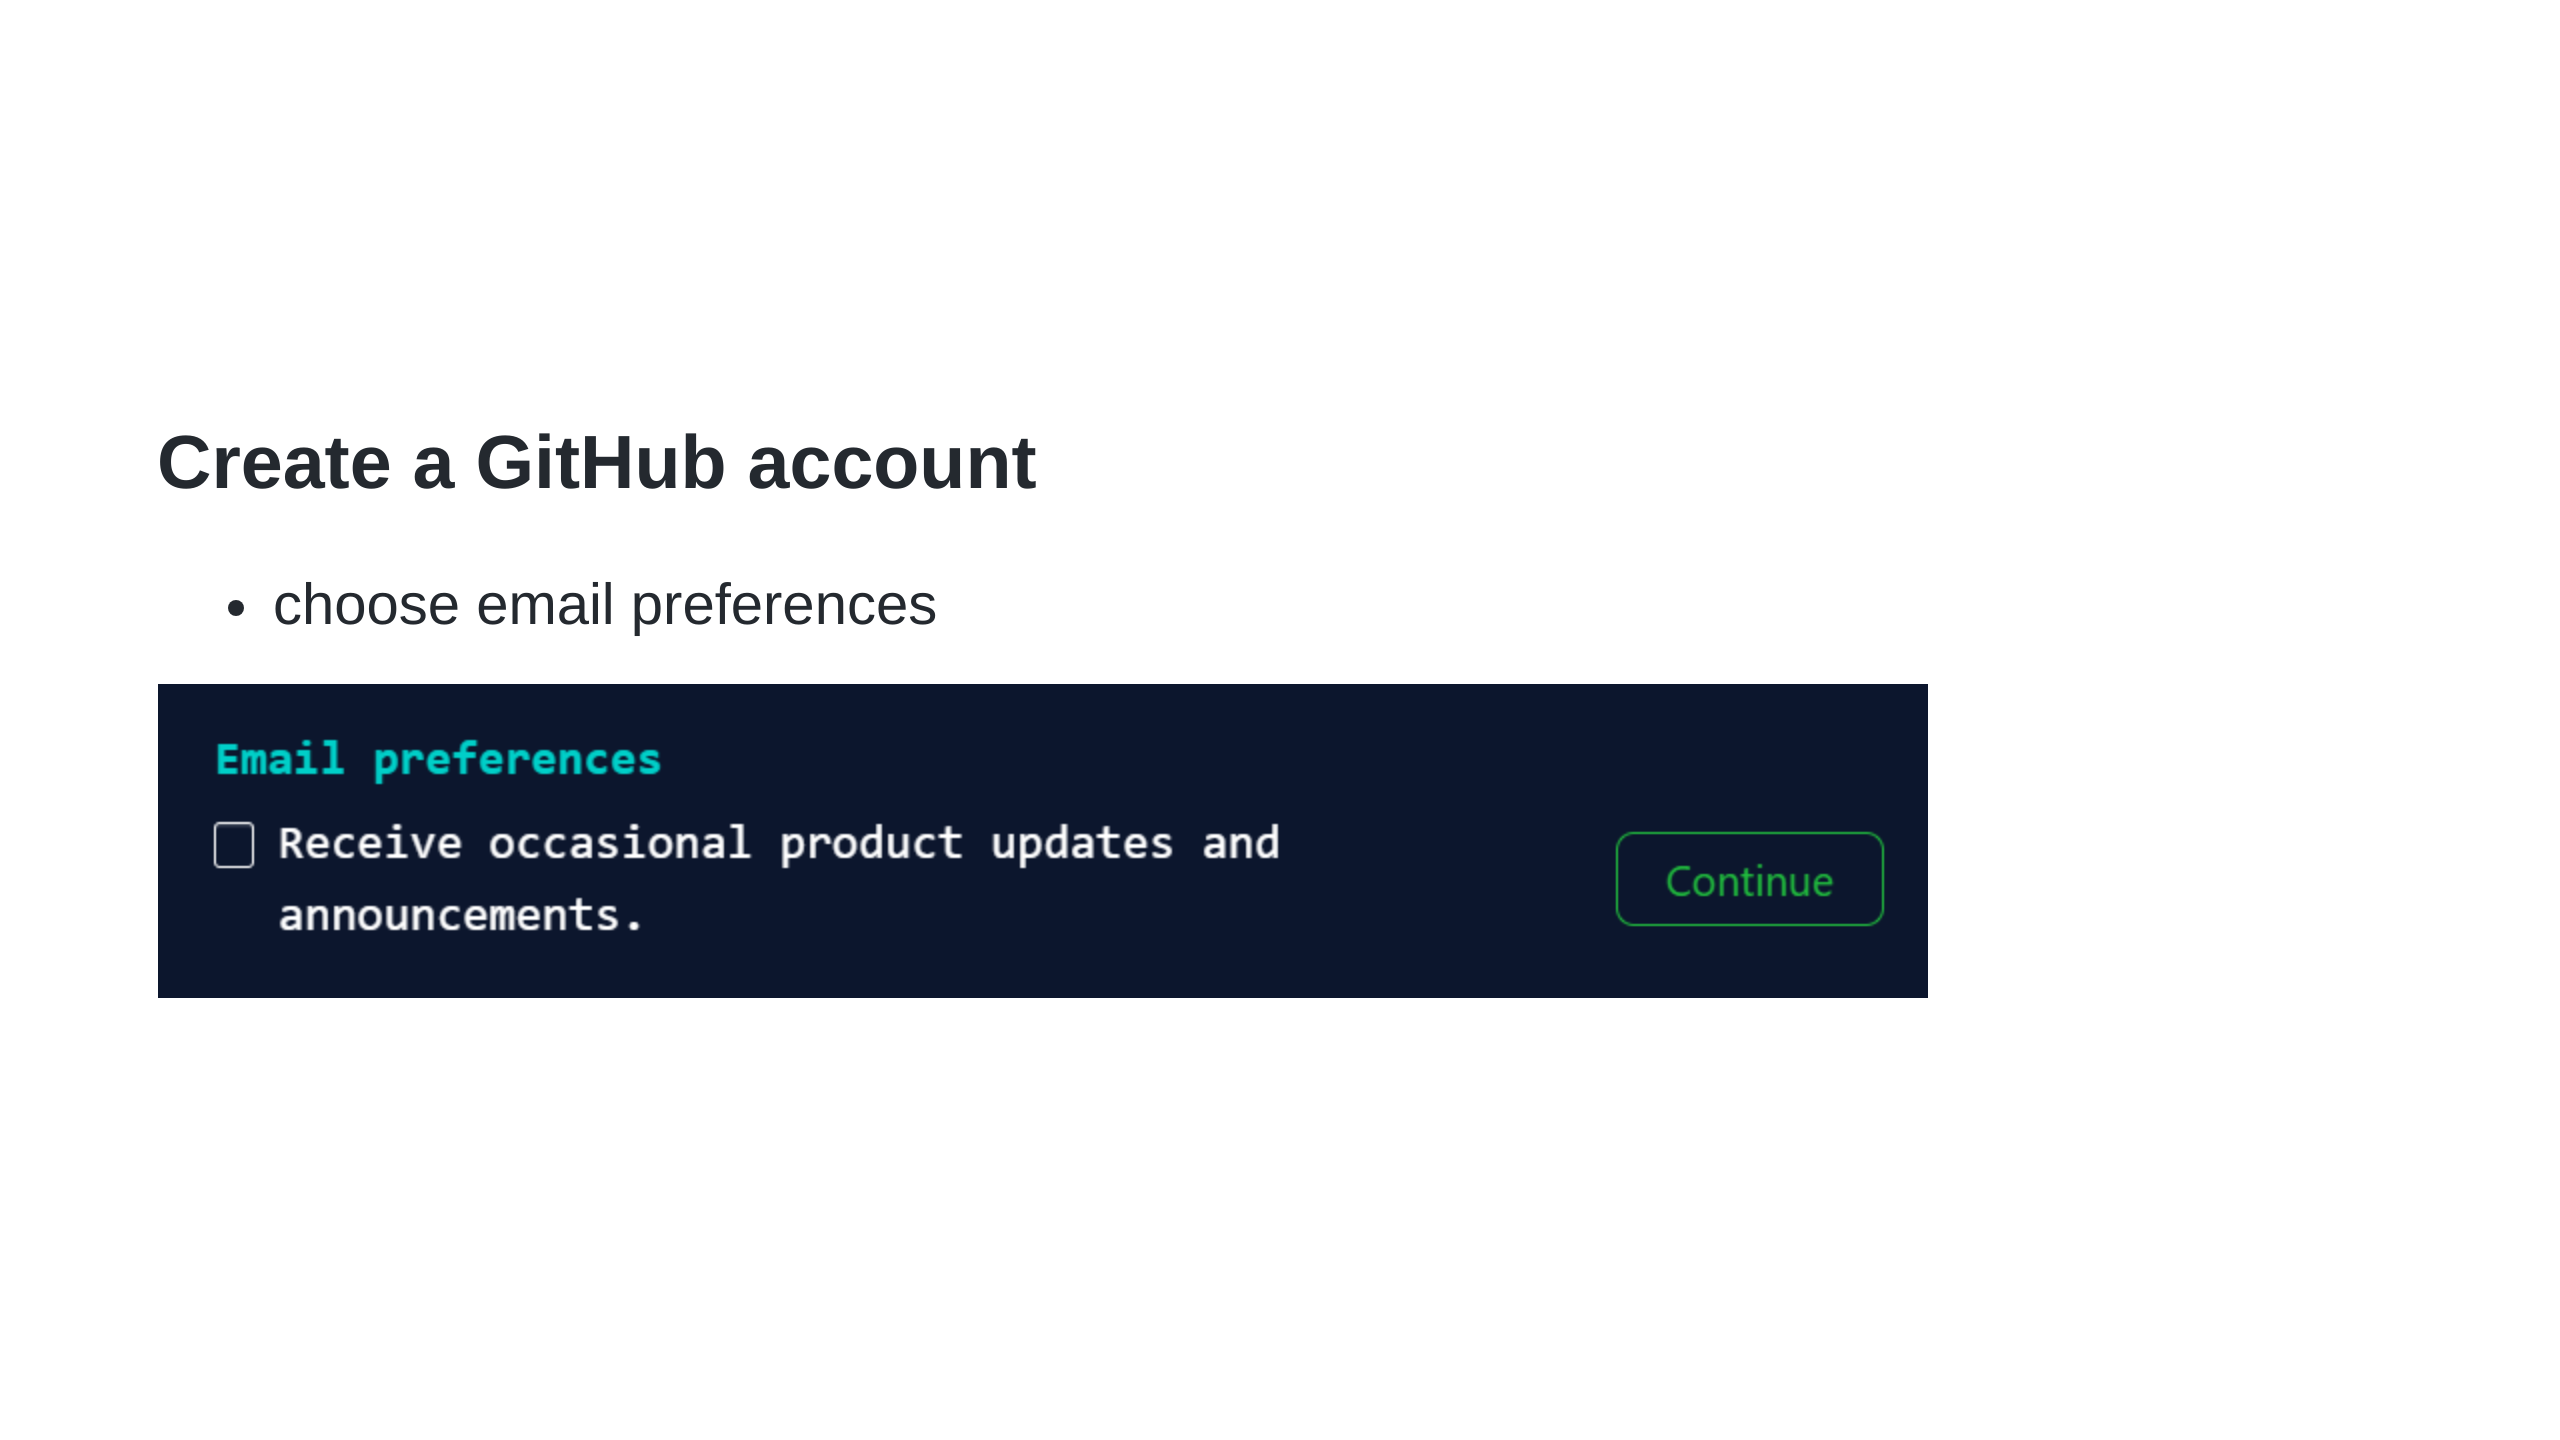 Create a GitHub account
• choose email preferences
Email preferences
Receive occasional product updates and
announcements.
Continue